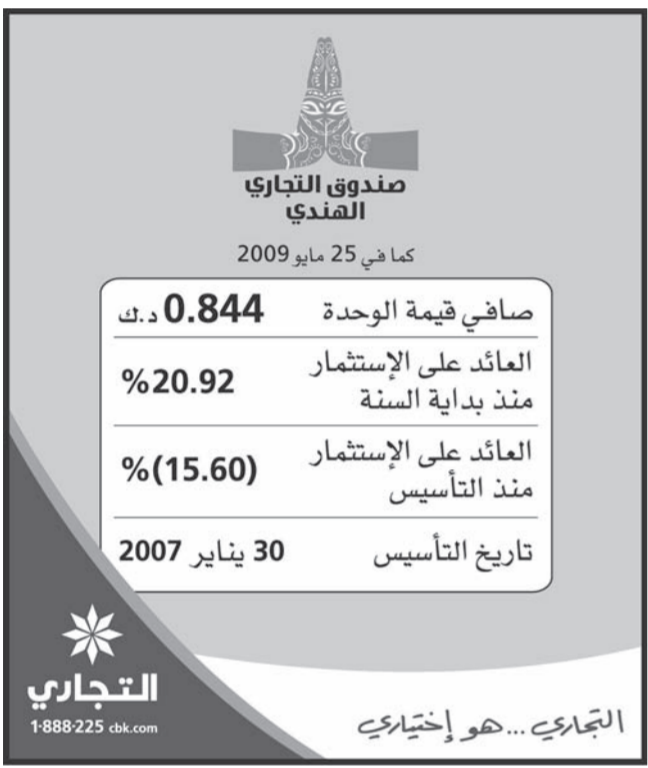 صندوق التجاري
الهندي
كما في 25 مايو 2009
صافي قيمة الوحدة 0.844 د.ك
العائد على الإستثمار
منذ بداية السنة 20.92%
العائد على الإستثمار
منذ التأسيس (15.60)%
تاريخ التأسيس 30 يناير 2007
التجاري
1-888-225 cbk.com
التجاري... هو إختياري